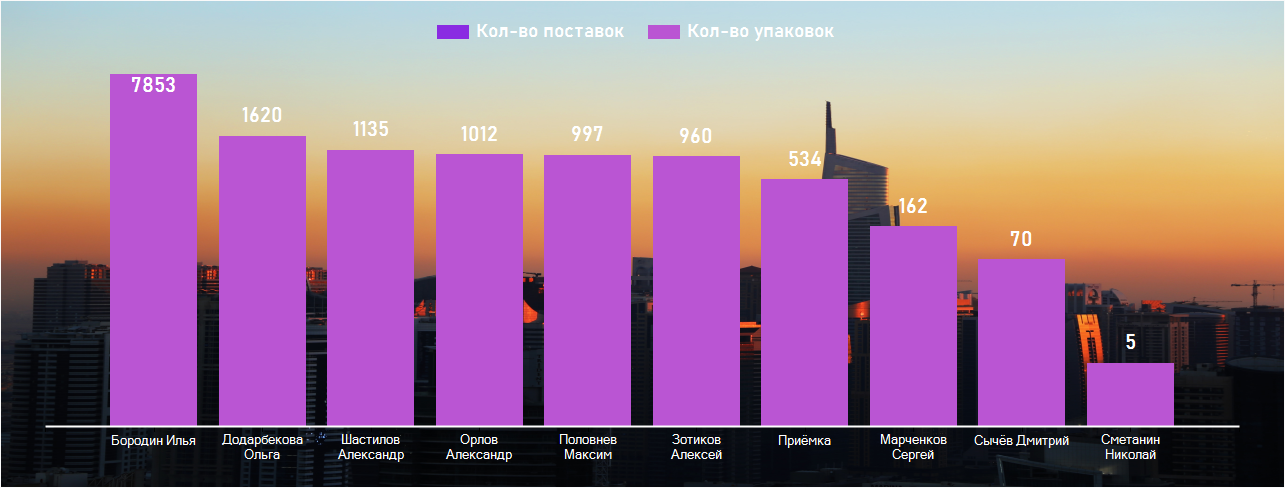 Кол-во поставок Кол-во упаковок
7853
1620
1135
1012
997
960
534
162
70
5
Бородин Илья
Додарбекова
Ольга
Шастилов
Александр
Орлов
Александр
Половнев
Максим
Зотиков
Алексей
Приёмка
Марченков
Сергей
Сычёв Дмитрий
Сметанин
Николай